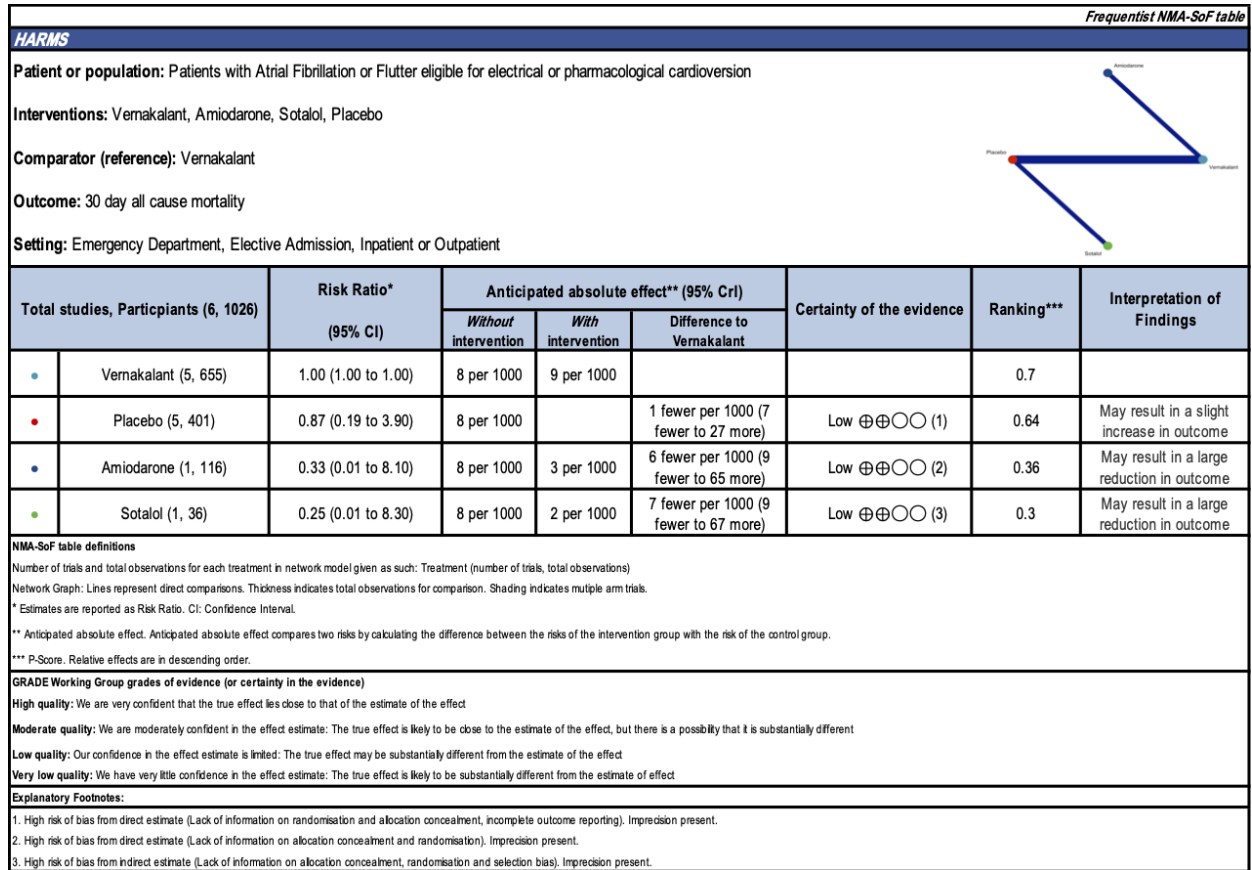 Frequentist NMA-SoF table
HARMS
Patient or population: Patients with Atrial Fibrillation or Flutter eligible for electrical or pharmacological cardioversion
Interventions: Vernakalant, Amiodarone, Sotalol, Placebo
Comparator (reference): Vernakalant
Outcome: 30 day all cause mortality
Setting: Emergency Department, Elective Admission, Inpatient or Outpatient
Amiodarone
Placebo
Vernakalant
Sotalol
Total studies, Particpiants (6, 1026)
Risk Ratio*
(95% CI)
Anticipated absolute effect** (95% CrI)
Without
intervention
With
intervention
Difference to
Vernakalant
Certainty of the evidence
Ranking***
Interpretation of
Findings
Vernakalant (5, 655) 1.00 (1.00 to 1.00) 8 per 1000 9 per 1000 0.7
Placebo (5, 401) 0.87 (0.19 to 3.90) 8 per 1000 1 fewer per 1000 (7
fewer to 27 more) Low ⊕⊕○○ (1) 0.64 May result in a slight
increase in outcome
Amiodarone (1, 116) 0.33 (0.01 to 8.10) 8 per 1000 3 per 1000 6 fewer per 1000 (9
fewer to 65 more) Low ⊕⊕○○ (2) 0.36 May result in a large
reduction in outcome
Sotalol (1, 36) 0.25 (0.01 to 8.30) 8 per 1000 2 per 1000 7 fewer per 1000 (9
fewer to 67 more) Low ⊕⊕○○ (3) 0.3 May result in a large
reduction in outcome
NMA-SoF table definitions
Number of trials and total observations for each treatment in network model given as such: Treatment (number of trials, total observations)
Network Graph: Lines represent direct comparisons. Thickness indicates total observations for comparison. Shading indicates mutiple arm trials.
* Estimates are reported as Risk Ratio. CI: Confidence Interval.
** Anticipated absolute effect. Anticipated absolute effect compares two risks by calculating the difference between the risks of the intervention group with the risk of the control group.
*** P-Score. Relative effects are in descending order.
GRADE Working Group grades of evidence (or certainty in the evidence)
High quality: We are very confident that the true effect lies close to that of the estimate of the effect
Moderate quality: We are moderately confident in the effect estimate: The true effect is likely to be close to the estimate of the effect, but there is a possibility that it is substantially different
Low quality: Our confidence in the effect estimate is limited: The true effect may be substantially different from the estimate of the effect
Very low quality: We have very little confidence in the effect estimate: The true effect is likely to be substantially different from the estimate of effect
Explanatory Footnotes:
1. High risk of bias from direct estimate (Lack of information on randomisation and allocation concealment, incomplete outcome reporting). Imprecision present.
2. High risk of bias from direct estimate (Lack of information on allocation concealment and randomisation). Imprecision present.
3. High risk of bias from indirect estimate (Lack of information on allocation concealment, randomisation and selection bias). Imprecision present.